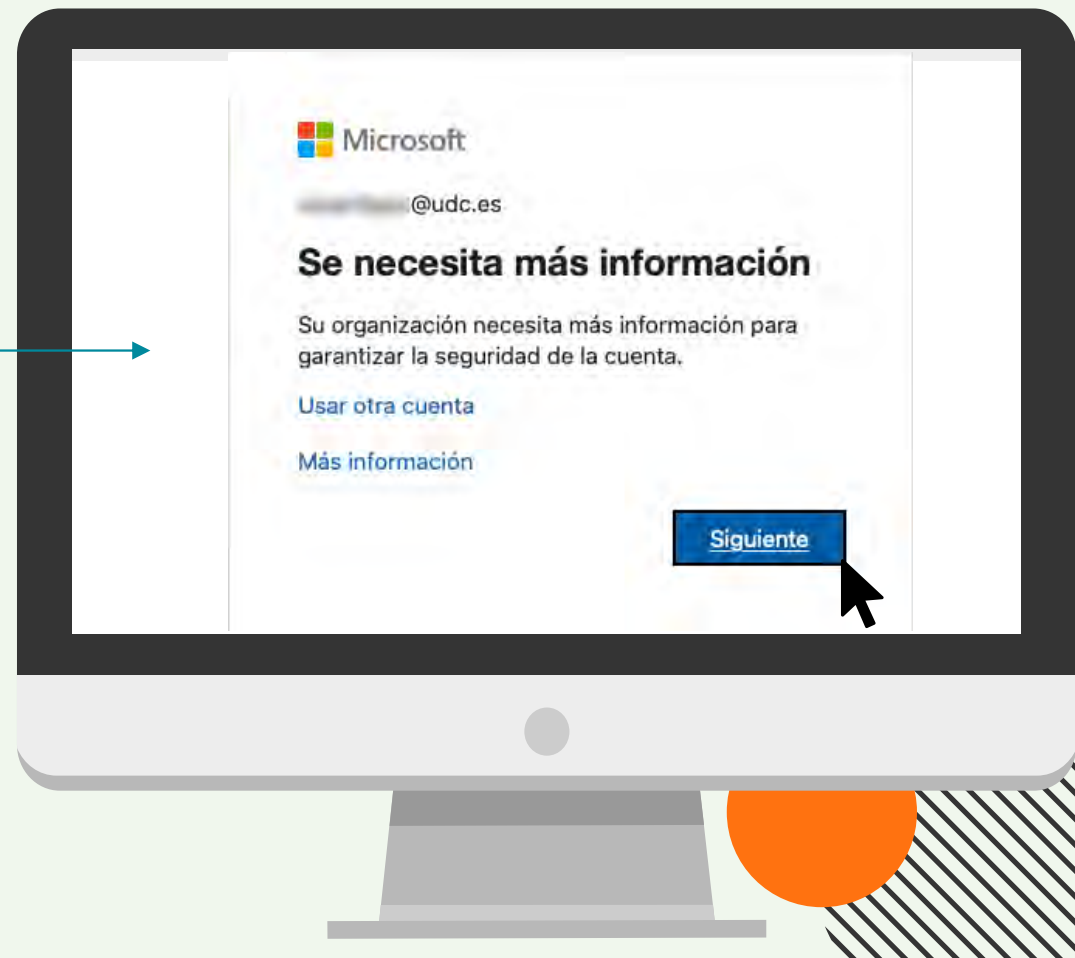 Microsoft
@udc.es
Se necesita más información
Su organización necesita más información para
garantizar la seguridad de la cuenta.
Usar otra cuenta
Más información
Siguiente